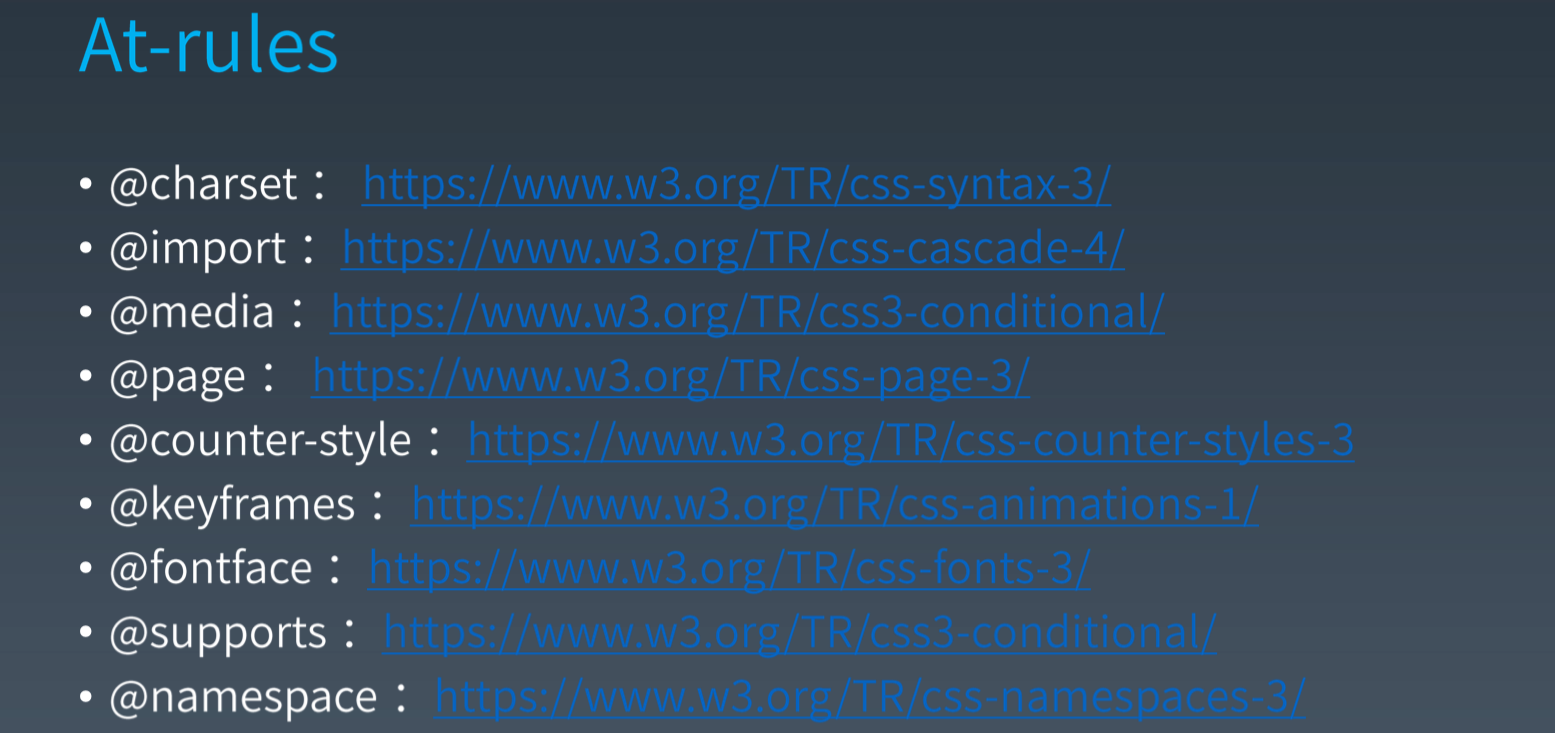 At-rules
• @charset： https://www.w3.org/TR/css-syntax-3/
• @import： https://www.w3.org/TR/css-cascade-4/
• @media： https://www.w3.org/TR/css3-conditional/
• @page： https://www.w3.org/TR/css-page-3/
• @counter-style： https://www.w3.org/TR/css-counter-styles-3
• @keyframes： https://www.w3.org/TR/css-animations-1/
• @fontface： https://www.w3.org/TR/css-fonts-3/
• @supports： https://www.w3.org/TR/css3-conditional/
• @namespace： https://www.w3.org/TR/css-namespaces-3/